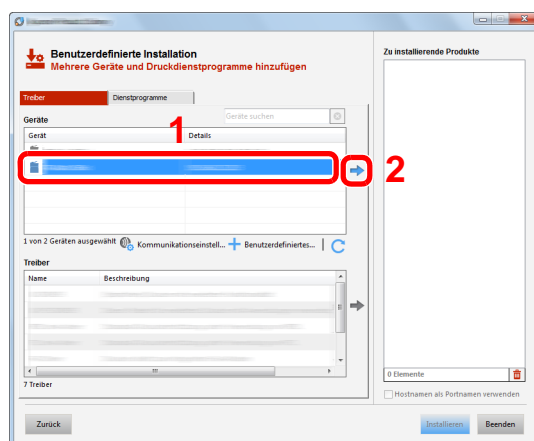 Benutzerdefinierte Installation
Mehrere Geräte und Druckdienstprogramme hinzufügen
Zu installierende Produkte
Treiber
Dienstprogramme
Geräte
Geräte suchen
1
Gerät
Details
2
1 von 2 Geräten ausgewählt
Kommunikationseinstell...
Benutzerdefiniertes...
Treiber
Name
Beschreibung
7 Treiber
0 Elemente
Hostnamen als Portnamen verwenden
Zurück
Installieren
Beenden